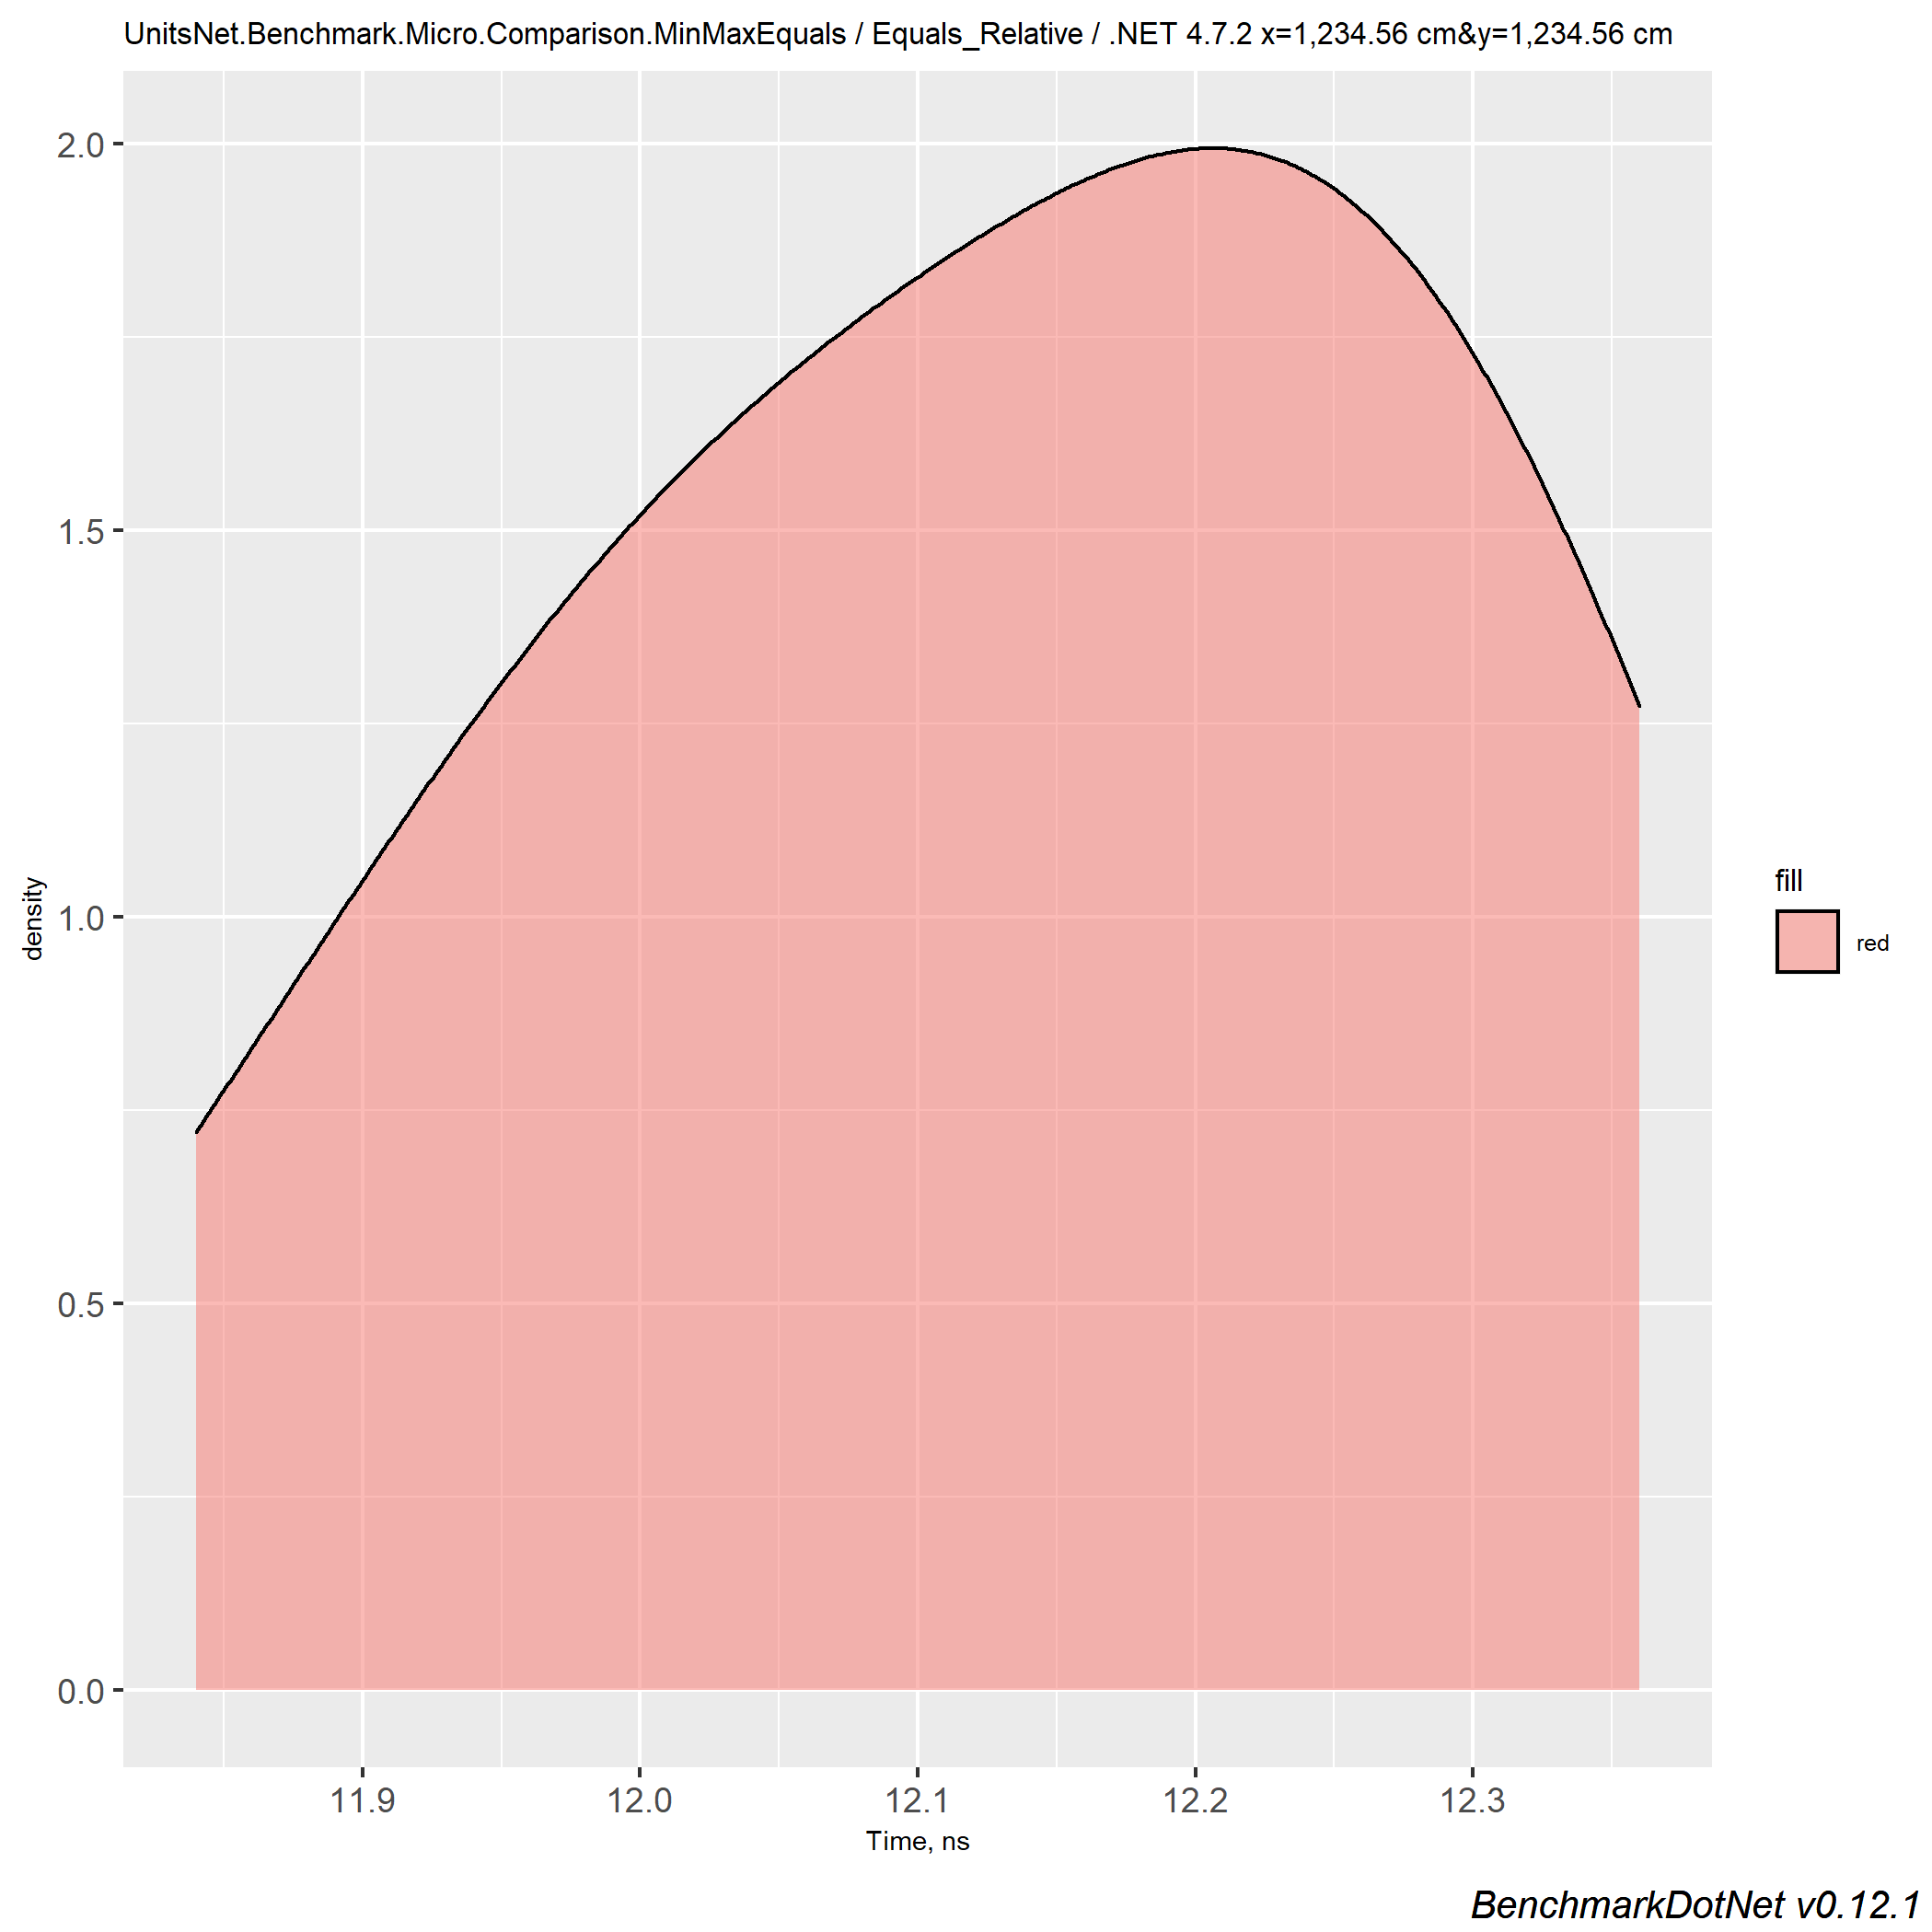 UnitsNet.Benchmark.Micro.Comparison.MinMaxEquals / Equals_Relative / .NET 4.7.2 x=1,234.56 cm&y=1,234.56 cm
2.0
1.5
1.0
0.5
0.0
density
11.9 12.0 12.1 12.2 12.3
Time, ns
fill
red
BenchmarkDotNet v0.12.1